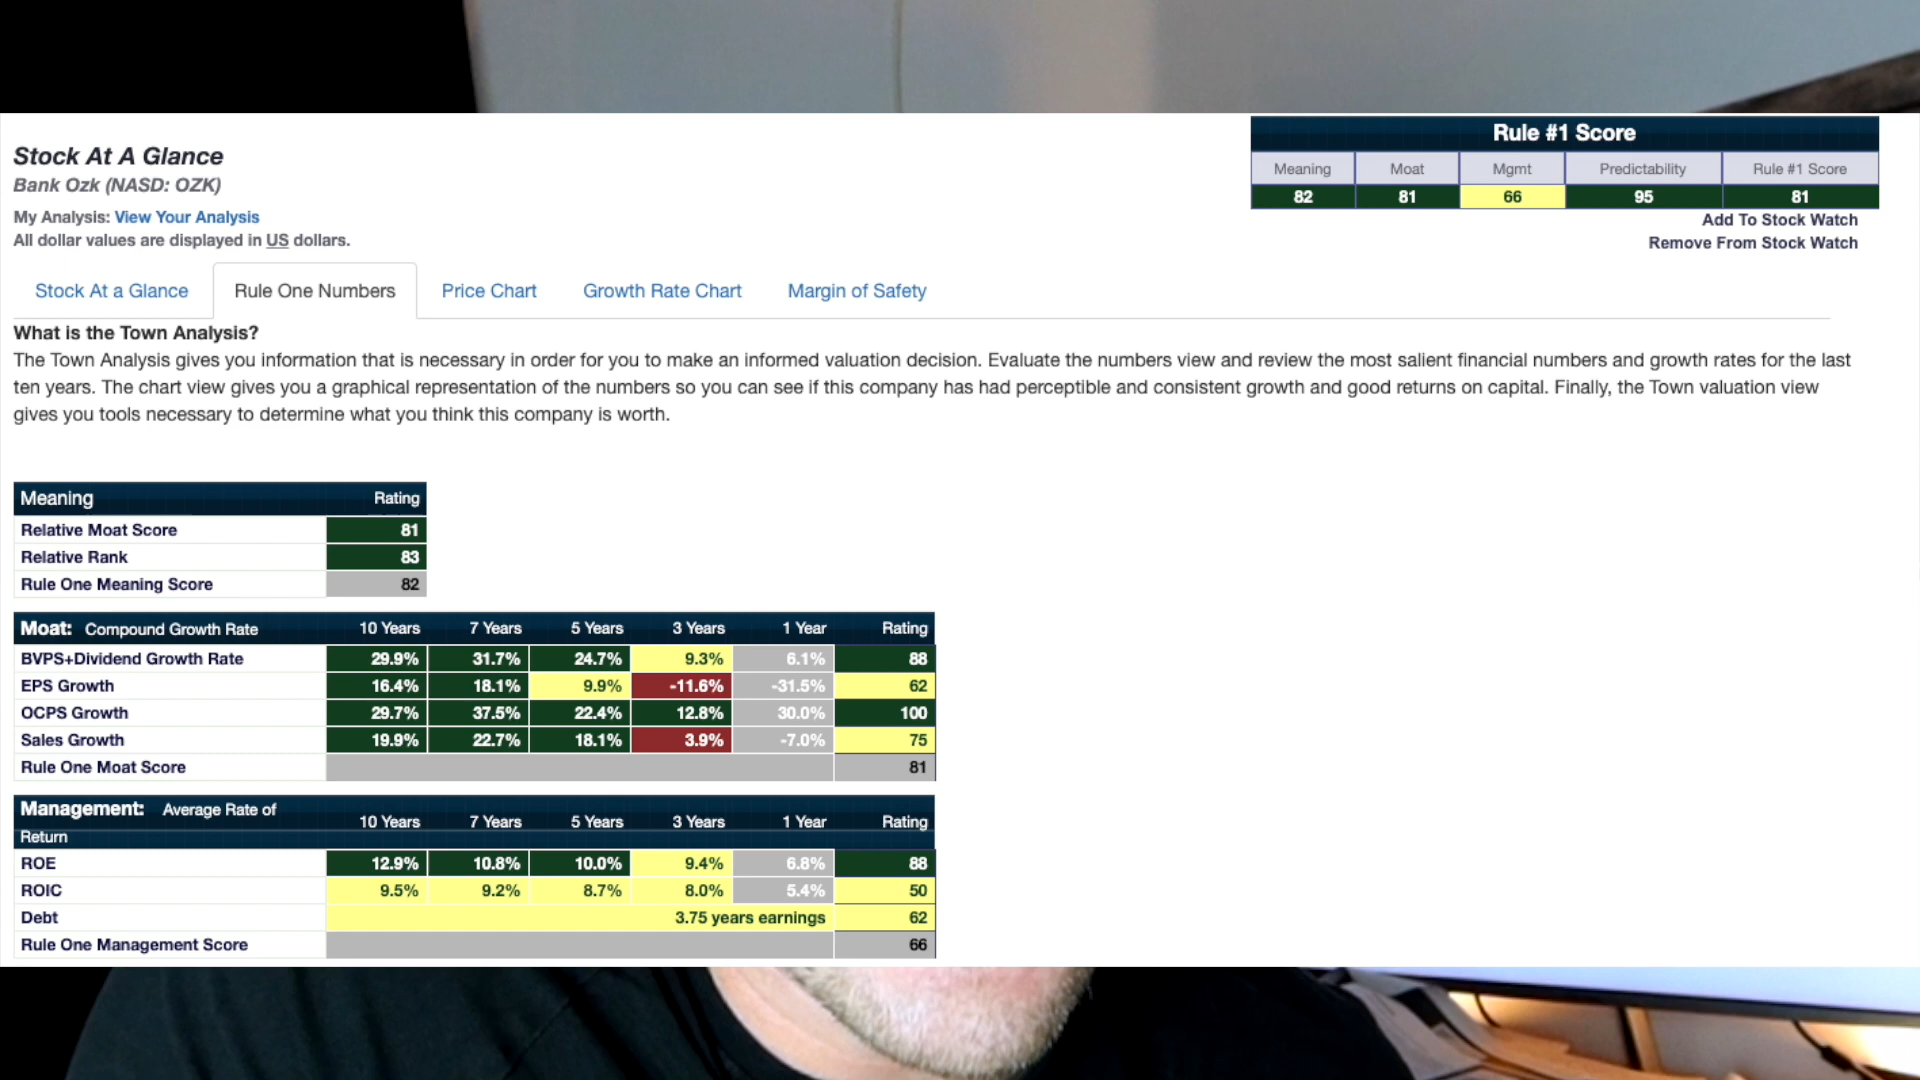 Stock At A Glance
Bank Ozk (NASD: OZK)
My Analysis: View Your Analysis
All dollar values are displayed in US dollars.
Rule #1 Score
Meaning Moat Mgmt Predictability Rule #1 Score
82 81 66 95 81
Add To Stock Watch
Remove From Stock Watch
Stock At a Glance Rule One Numbers Price Chart Growth Rate Chart Margin of Safety
What is the Town Analysis?
The Town Analysis gives you information that is necessary in order for you to make an informed valuation decision. Evaluate the numbers view and review the most salient financial numbers and growth rates for the last
ten years. The chart view gives you a graphical representation of the numbers so you can see if this company has had perceptible and consistent growth and good returns on capital. Finally, the Town valuation view
gives you tools necessary to determine what you think this company is worth.
Meaning Rating
Relative Moat Score 81
Relative Rank 83
Rule One Meaning Score 82
Moat: Compound Growth Rate 10 Years 7 Years 5 Years 3 Years 1 Year Rating
BVPS+Dividend Growth Rate 29.9% 31.7% 24.7% 9.3% 6.1% 88
EPS Growth 16.4% 18.1% 9.9% -11.6% -31.5% 62
OCPS Growth 29.7% 37.5% 22.4% 12.8% 30.0% 100
Sales Growth 19.9% 22.7% 18.1% 3.9% -7.0% 75
Rule One Moat Score 81
Management: Average Rate of
Return 10 Years 7 Years 5 Years 3 Years 1 Year Rating
ROE 12.9% 10.8% 10.0% 9.4% 6.8% 88
ROIC 9.5% 9.2% 8.7% 8.0% 5.4% 50
Debt 3.75 years earnings 62
Rule One Management Score 66